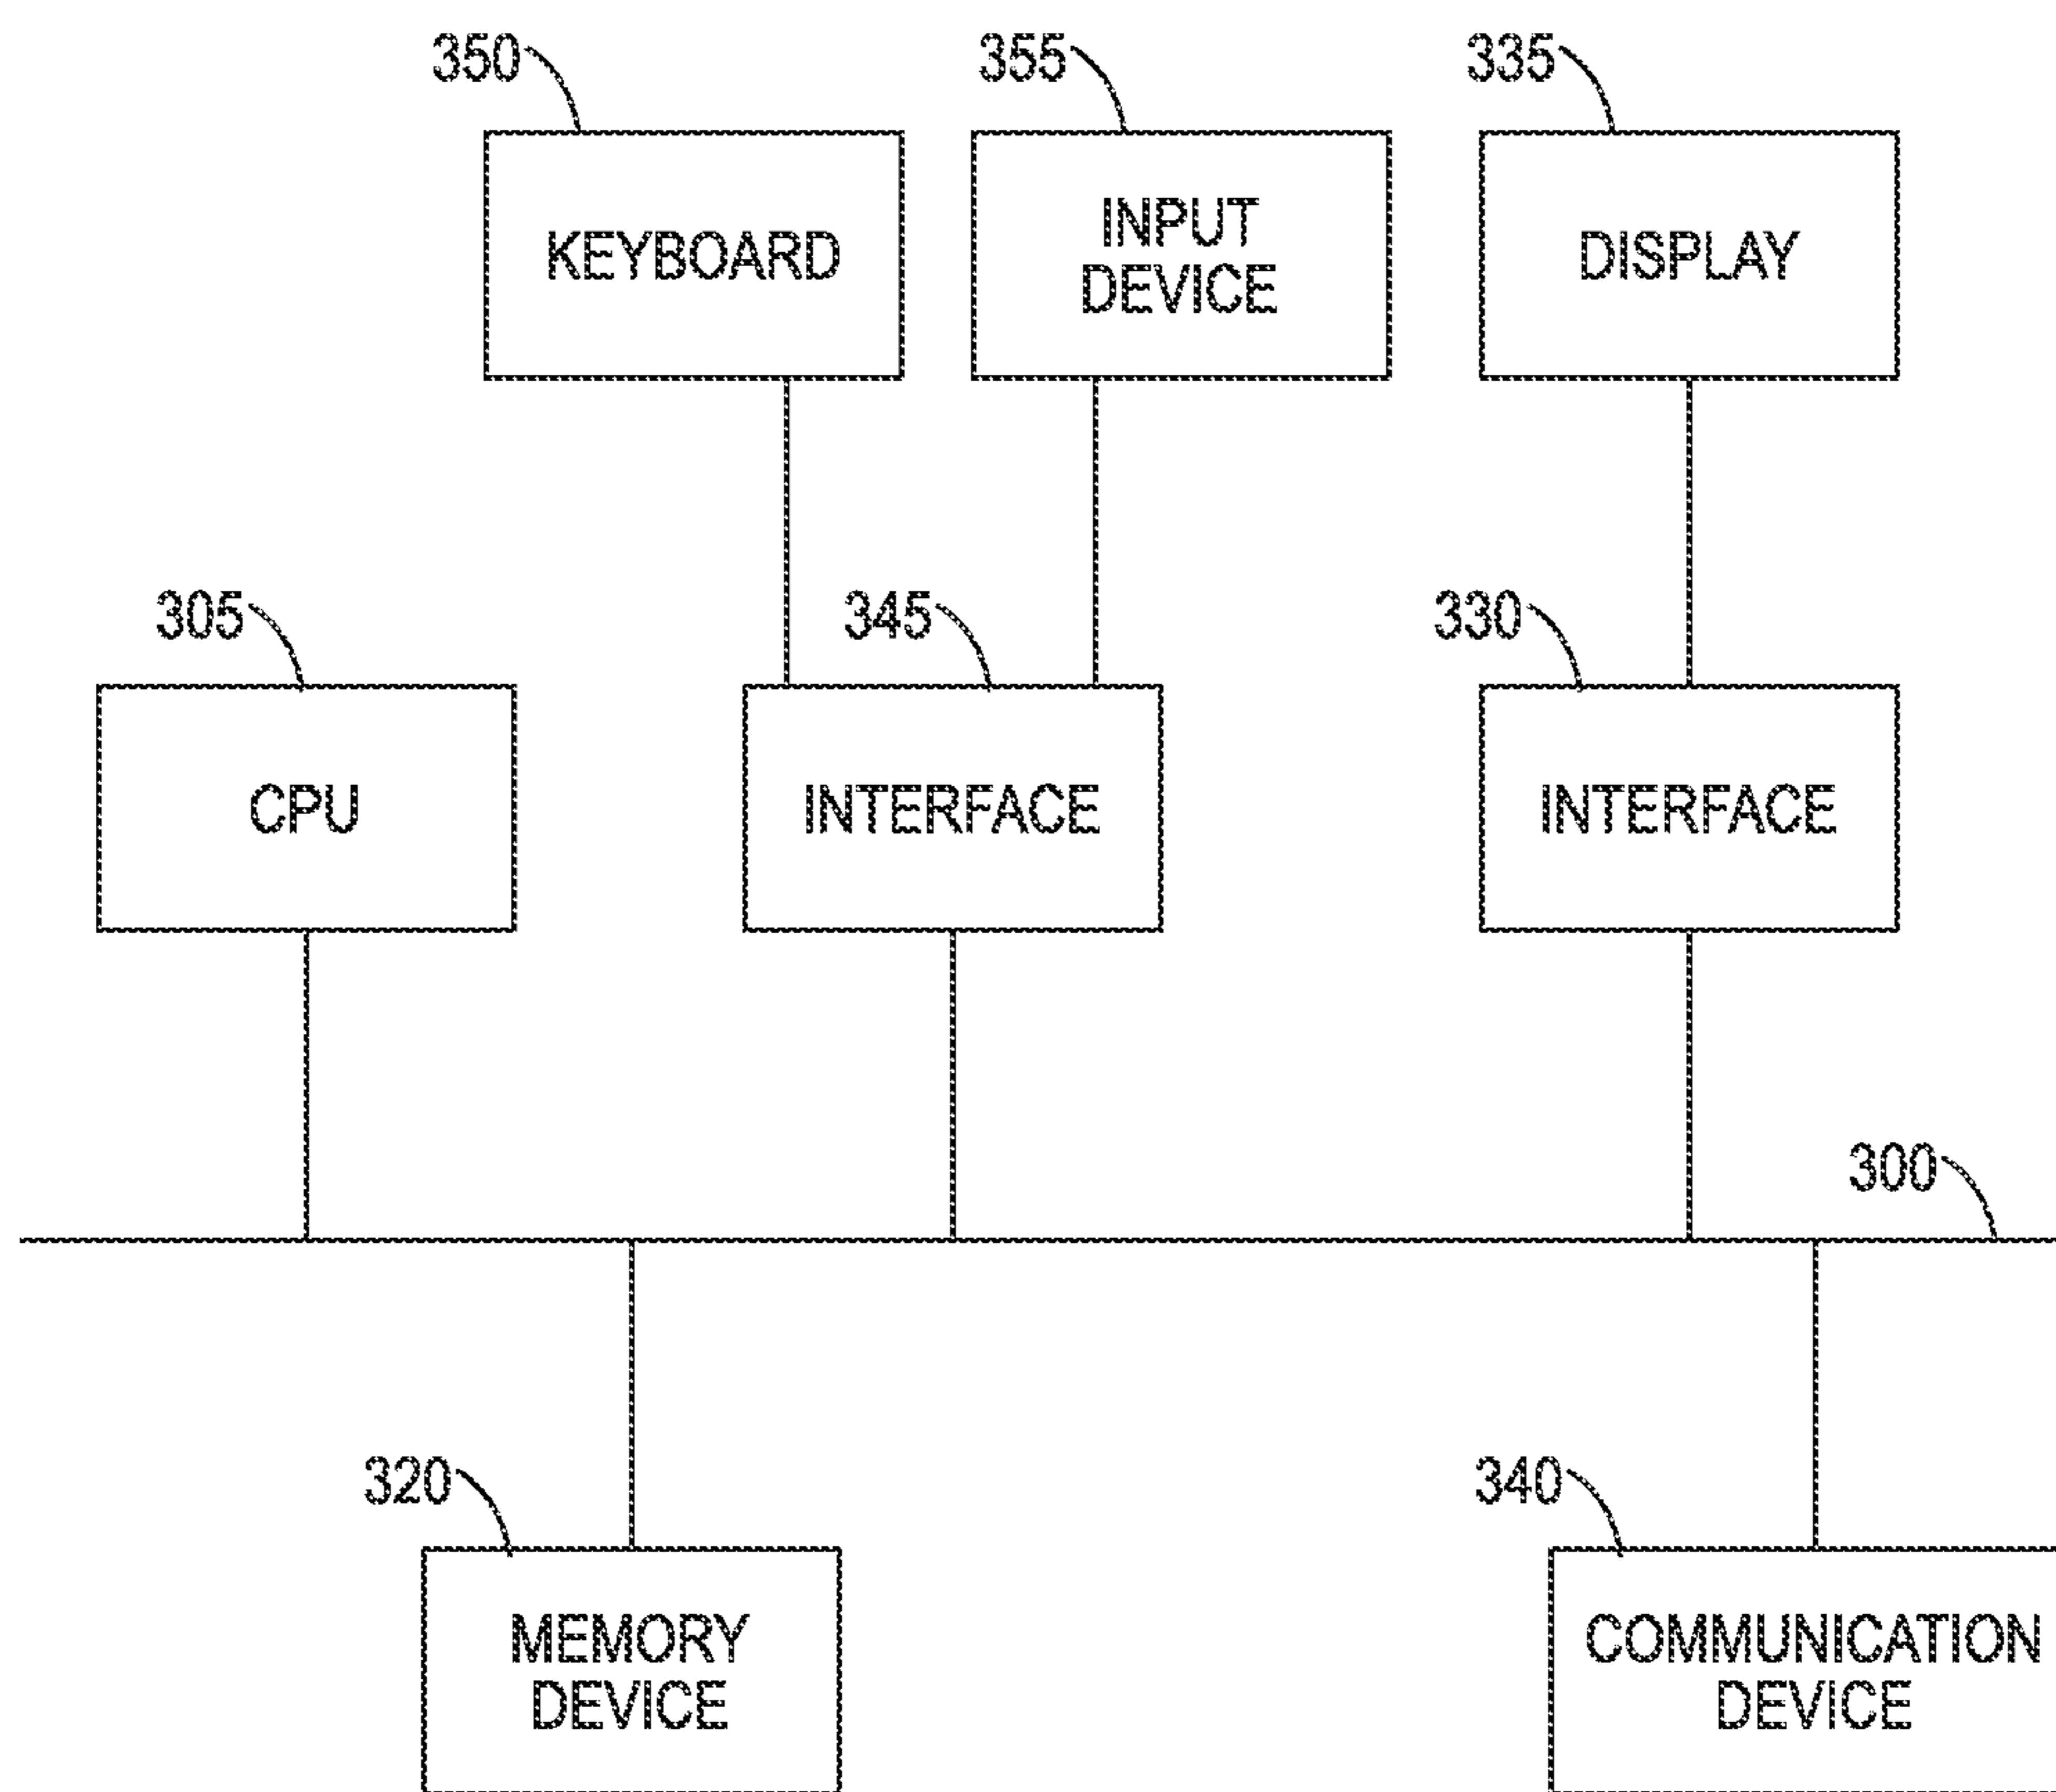 350
355
335
KEYBOARD
INPUT
DEVICE
DISPLAY
305
345
330
CPU
INTERFACE
INTERFACE
300
320
340
MEMORY
DEVICE
COMMUNICATION
DEVICE